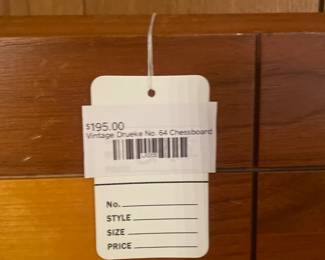 $195.00
Vintage Drueke No. 64 Chessboard
No.
STYLE
SIZE
PRICE